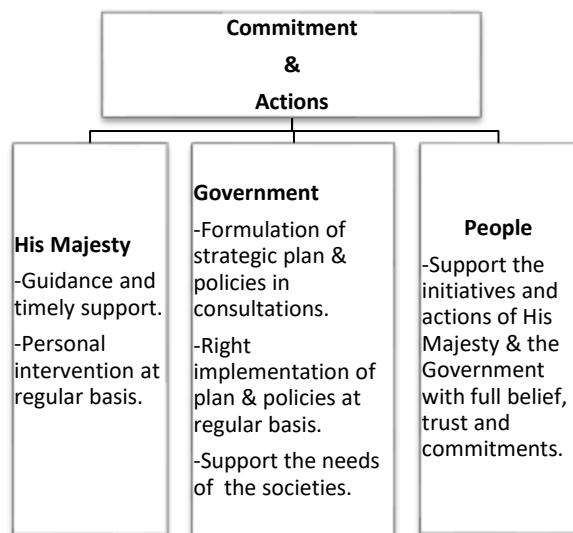 Commitment
&
Actions
His Majesty
-Guidance and
timely support.
-Personal
intervention at
regular basis.
Government
-Formulation of
strategic plan &
policies in
consultations.
-Right
implementation of
plan & policies at
regular basis.
-Support the needs
of the societies.
People
-Support the
initiatives and
actions of His
Majesty & the
Government
with full belief,
trust and
commitments.